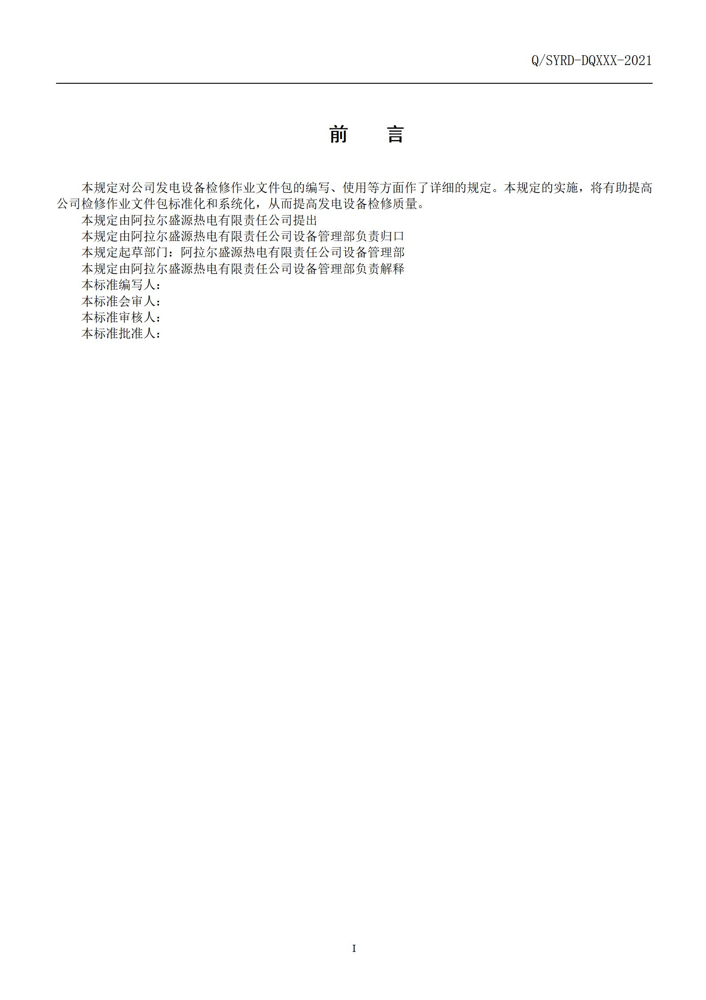 Q/SYRD-DQXXX-2021
前 言
本规定对公司发电设备检修作业文件包的编写、使用等方面作了详细的规定。本规定的实施，将有助提高
公司检修作业文件包标准化和系统化，从而提高发电设备检修质量。
本规定由阿拉尔盛源热电有限责任公司提出
本规定由阿拉尔盛源热电有限责任公司设备管理部负责归口
本规定起草部门：阿拉尔盛源热电有限责任公司设备管理部
本规定由阿拉尔盛源热电有限责任公司设备管理部负责解释
本标准编写人：
本标准会审人：
本标准审核人：
本标准批准人：
I